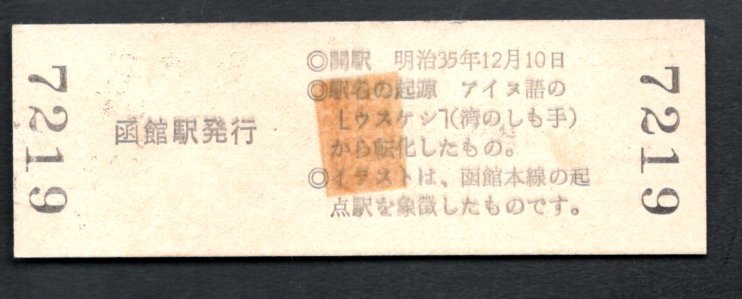 7219
函館駅発行
◎開駅 明治35年12月10日
◎駅名の起源 アイヌ語の
「ウスケシ」(湾のしも手)
から転化したもの。
◎イラストは、函館本線の起
点駅を象徴したものです。
7219